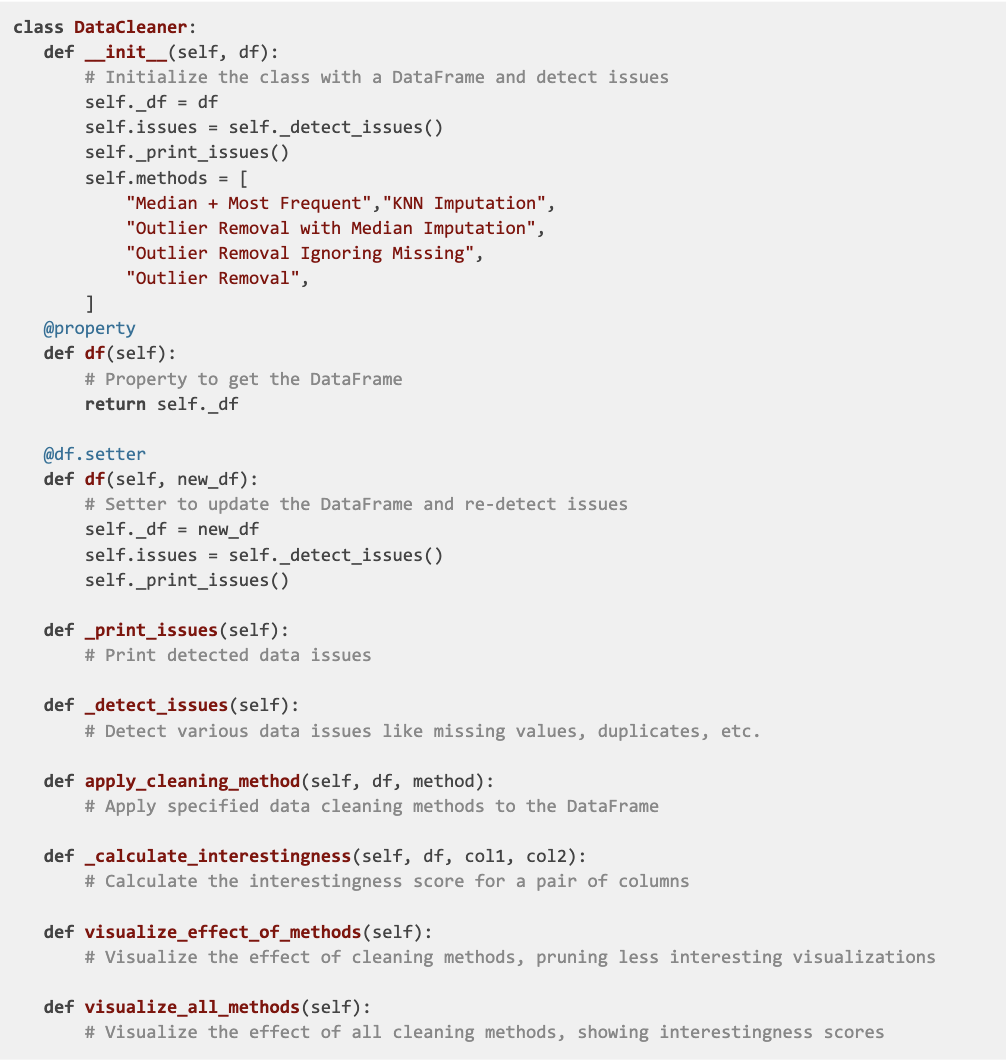 class DataCleaner:
   def __init__(self, df):
       # Initialize the class with a DataFrame and detect issues
       self._df = df
       self.issues = self._detect_issues()
       self._print_issues()
       self.methods = [
           "Median + Most Frequent","KNN Imputation",
           "Outlier Removal with Median Imputation",
           "Outlier Removal Ignoring Missing",
           "Outlier Removal",
       ]
   @property
   def df(self):
       # Property to get the DataFrame
       return self._df

   @df.setter
   def df(self, new_df):
       # Setter to update the DataFrame and re-detect issues
       self._df = new_df
       self.issues = self._detect_issues()
       self._print_issues()

   def _print_issues(self):
       # Print detected data issues

   def _detect_issues(self):
       # Detect various data issues like missing values, duplicates, etc.

   def apply_cleaning_method(self, df, method):
       # Apply specified data cleaning methods to the DataFrame

   def _calculate_interestingness(self, df, col1, col2):
       # Calculate the interestingness score for a pair of columns

   def visualize_effect_of_methods(self):
       # Visualize the effect of cleaning methods, pruning less interesting visualizations

   def visualize_all_methods(self):
       # Visualize the effect of all cleaning methods, showing interestingness scores